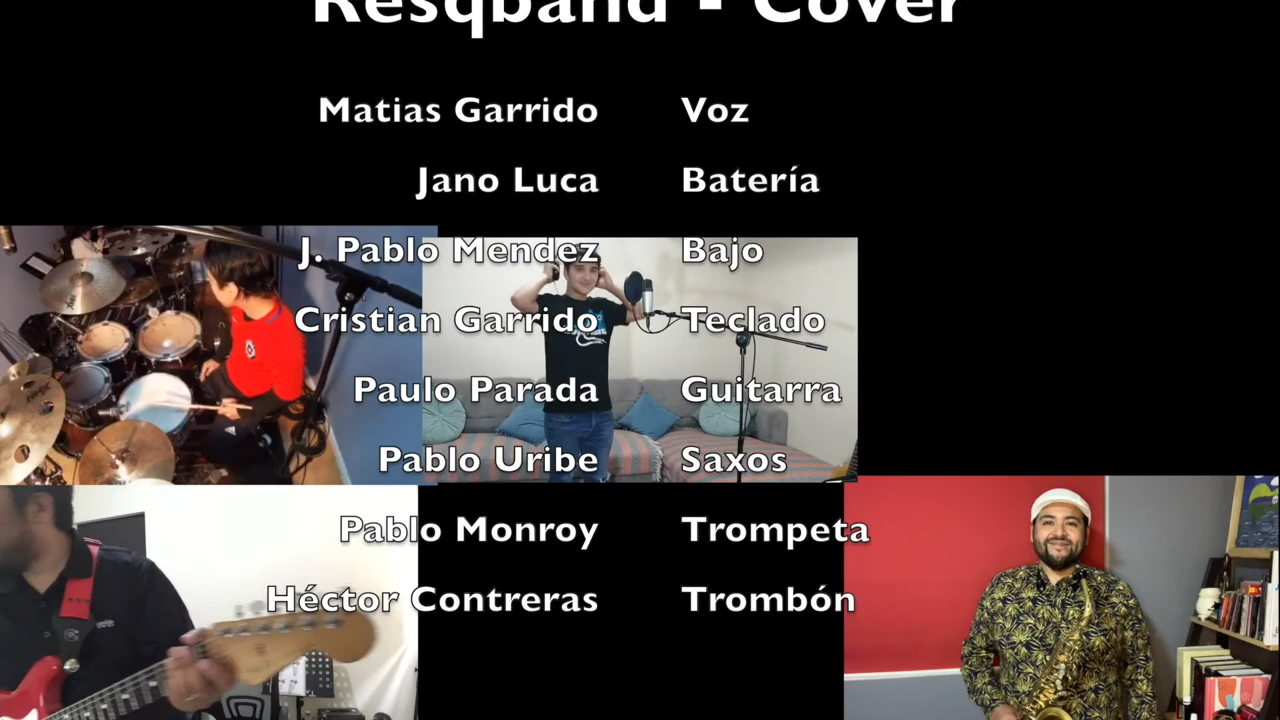 Resqband - Cover
Matias Garrido Voz
Jano Luca Batería
J. Pablo Mendez Bajo
Cristian Garrido Teclado
Paulo Parada Guitarra
Pablo Uribe Saxos
Pablo Monroy Trompeta
Héctor Contreras Trombón